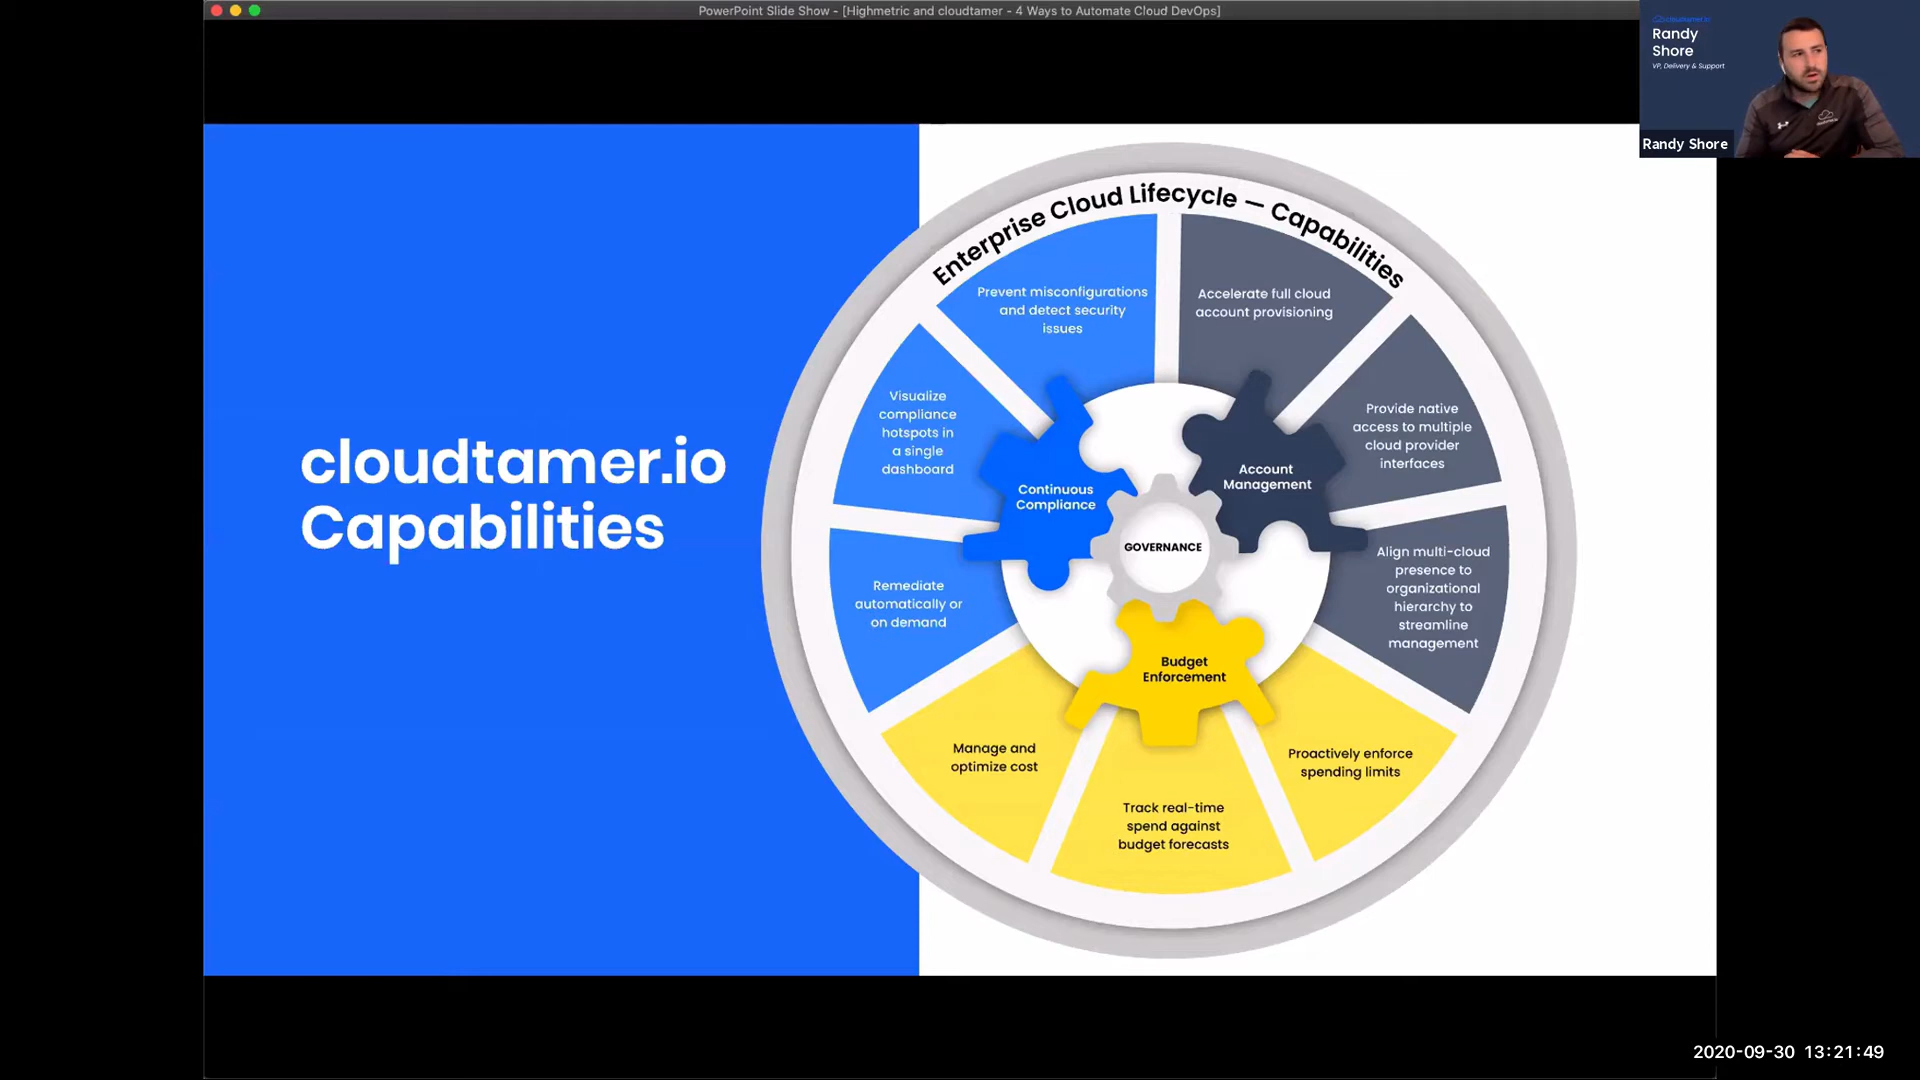 PowerPoint Slide Show - [Highmetric and cloudtamer - 4 Ways to Automate Cloud DevOps]
cloudtamer.io
Randy
Shore
VP, Delivery & Support
Randy Shore
cloudtamer.io
Capabilities
Enterprise Cloud Lifecycle — Capabilities
Prevent misconfigurations
and detect security
issues
Accelerate full cloud
account provisioning
Visualize
compliance
hotspots in
a single
dashboard
Provide native
access to multiple
cloud provider
interfaces
Continuous
Compliance
Account
Management
GOVERNANCE
Remediate
automatically or
on demand
Align multi-cloud
presence to
organizational
hierarchy to
streamline
management
Budget
Enforcement
Manage and
optimize cost
Track real-time
spend against
budget forecasts
Proactively enforce
spending limits
2020-09-30 13:21:49